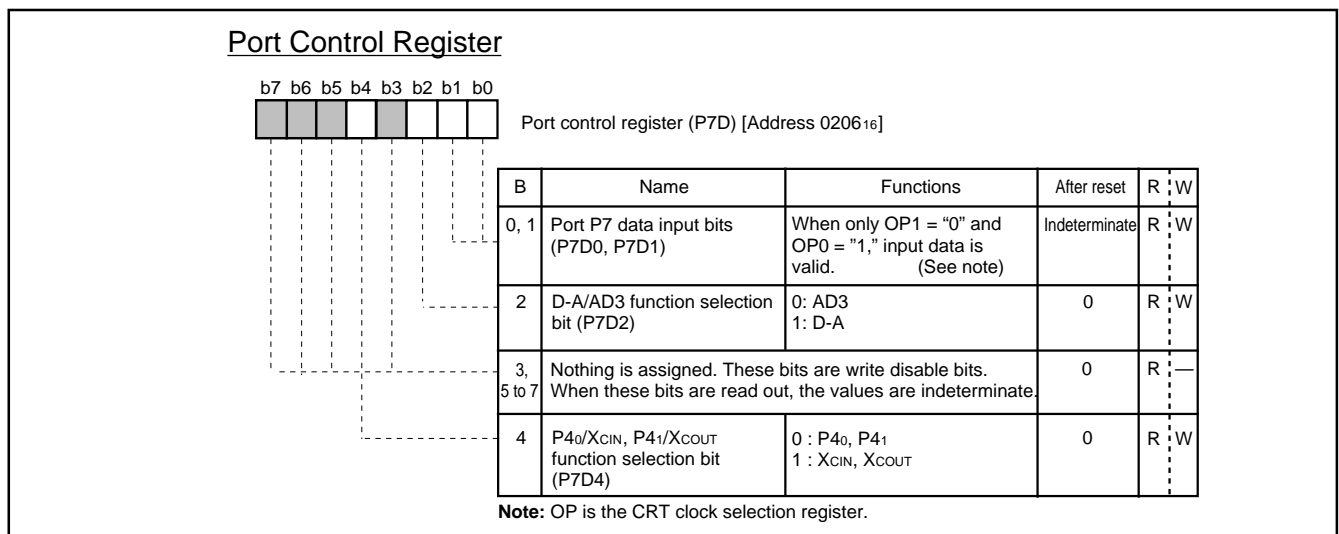 Port Control Register
b7 b6 b5 b4 b3 b2 b1 b0
Port control register (P7D) [Address 020616]
B Name Functions After reset R W
0, 1 Port P7 data input bits (P7D0, P7D1) When only OP1 = “0” and OP0 = ”1,” input data is valid. (See note) Indeterminate R W
2 D-A/AD3 function selection bit (P7D2) 0: AD3 1: D-A 0 R W
3, 5 to 7 Nothing is assigned. These bits are write disable bits. When these bits are read out, the values are indeterminate. 0 R —
4 P40/XCIN, P41/XCOUT function selection bit (P7D4) 0 : P40, P41 1 : XCIN, XCOUT 0 R W
Note: OP is the CRT clock selection register.